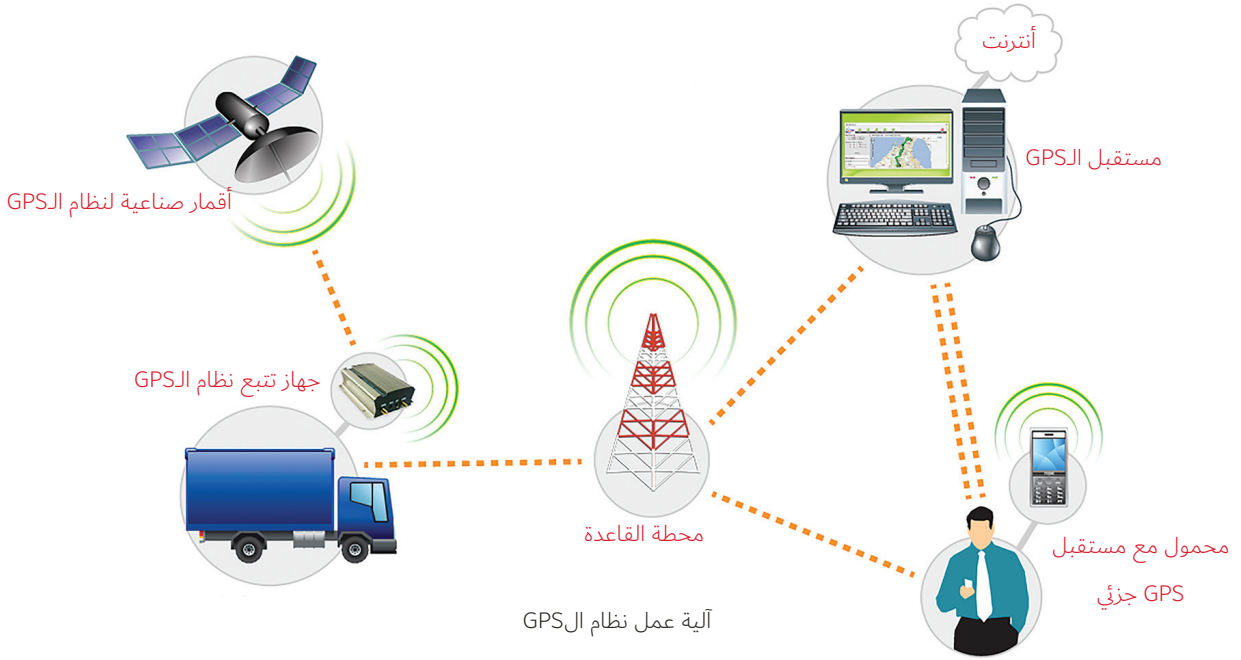 أنترنت
مستقبل الـGPS
أقمار صناعية لنظام الـGPS
جهاز تتبع نظام الـGPS
محطة القاعدة
محمول مع مستقبل
GPS جزئي
آلية عمل نظام الGPS